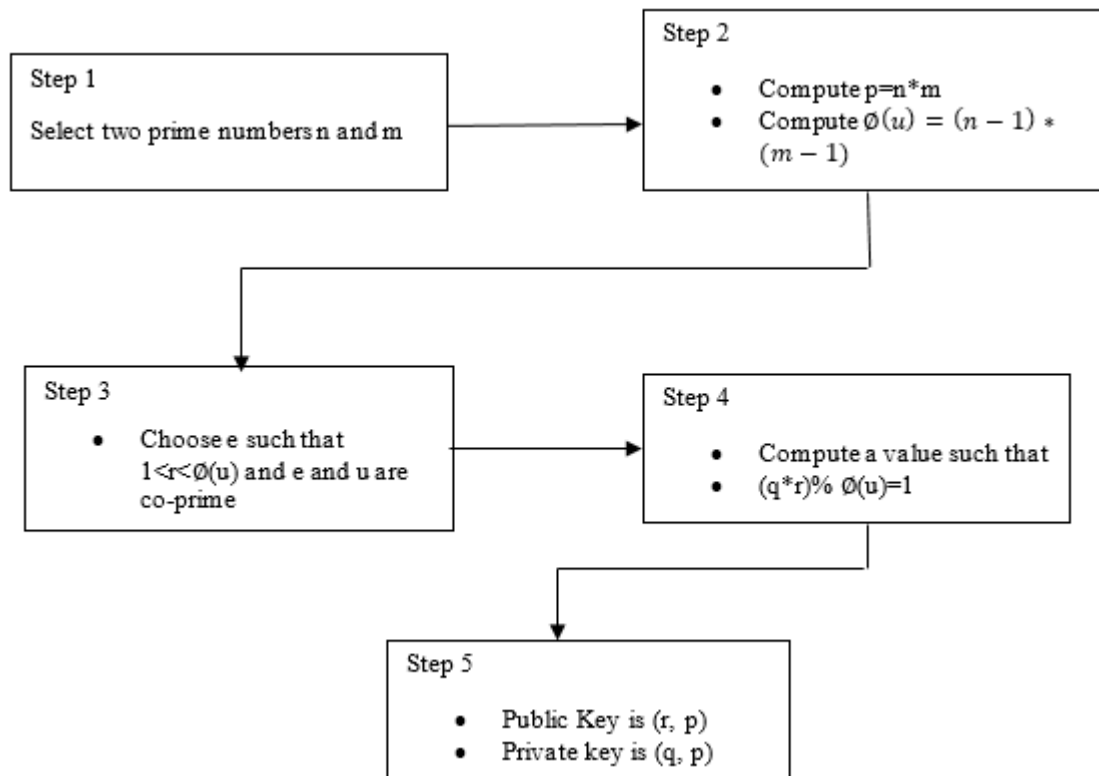 Step 1
Select two prime numbers n and m
Step 2
• Compute p=n*m
• Compute ∅(u) = (n − 1) *
(m − 1)
Step 3
• Choose e such that
1<r<∅(u) and e and u are
co-prime
Step 4
• Compute a value such that
• (q*r)% ∅(u)=1
Step 5
• Public Key is (r, p)
• Private key is (q, p)